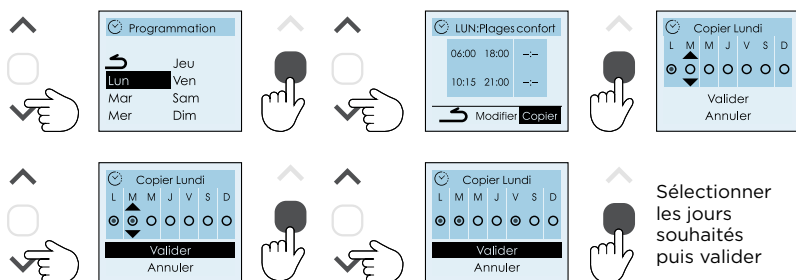 Programmation
Jeu
Lun Ven
Mar Sam
Mer Dim
LUN:Plages confort
06:00 18:00 –:–
10:15 21:00 –:–
Modifier Copier
Copier Lundi
L M M J V S D
Valider
Annuler
Copier Lundi
L M M J V S D
Valider
Annuler
Copier Lundi
L M M J V S D
Valider
Annuler
Sélectionner
les jours
souhaités
puis valider